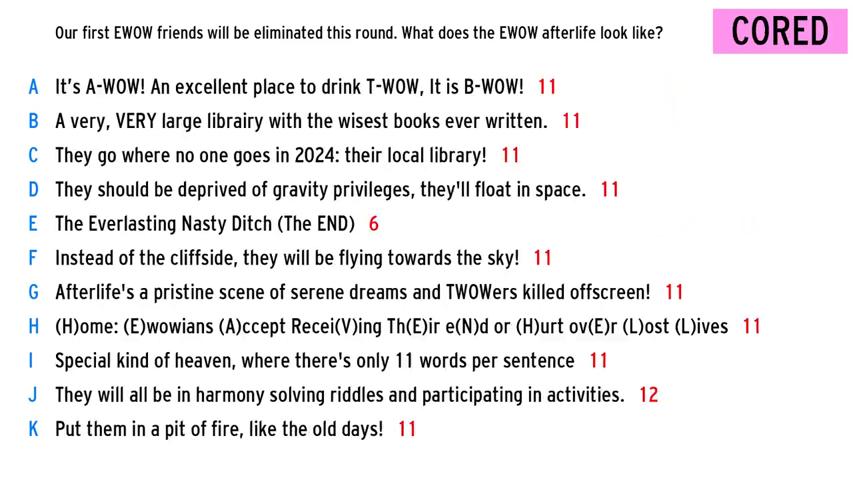 Our first EWOW friends will be eliminated this round. What does the EWOW afterlife look like?
CORED
A It's A-WOW! An excellent place to drink T-WOW, It is B-WOW! 11
B A very, VERY large librairy with the wisest books ever written. 11
C They go where no one goes in 2024: their local library! 11
D They should be deprived of gravity privileges, they'll float in space. 11
E The Everlasting Nasty Ditch (The END) 6
F Instead of the cliffside, they will be flying towards the sky! 11
G Afterlife's a pristine scene of serene dreams and TWOWers killed offscreen! 11
H (H)ome: (E)wowians (A)ccept Recei(V)ing Th(E)ir e(N)d or (H)urt ov(E)r (L)ost (L)ives 11
I Special kind of heaven, where there's only 11 words per sentence 11
J They will all be in harmony solving riddles and participating in activities. 12
K Put them in a pit of fire, like the old days! 11